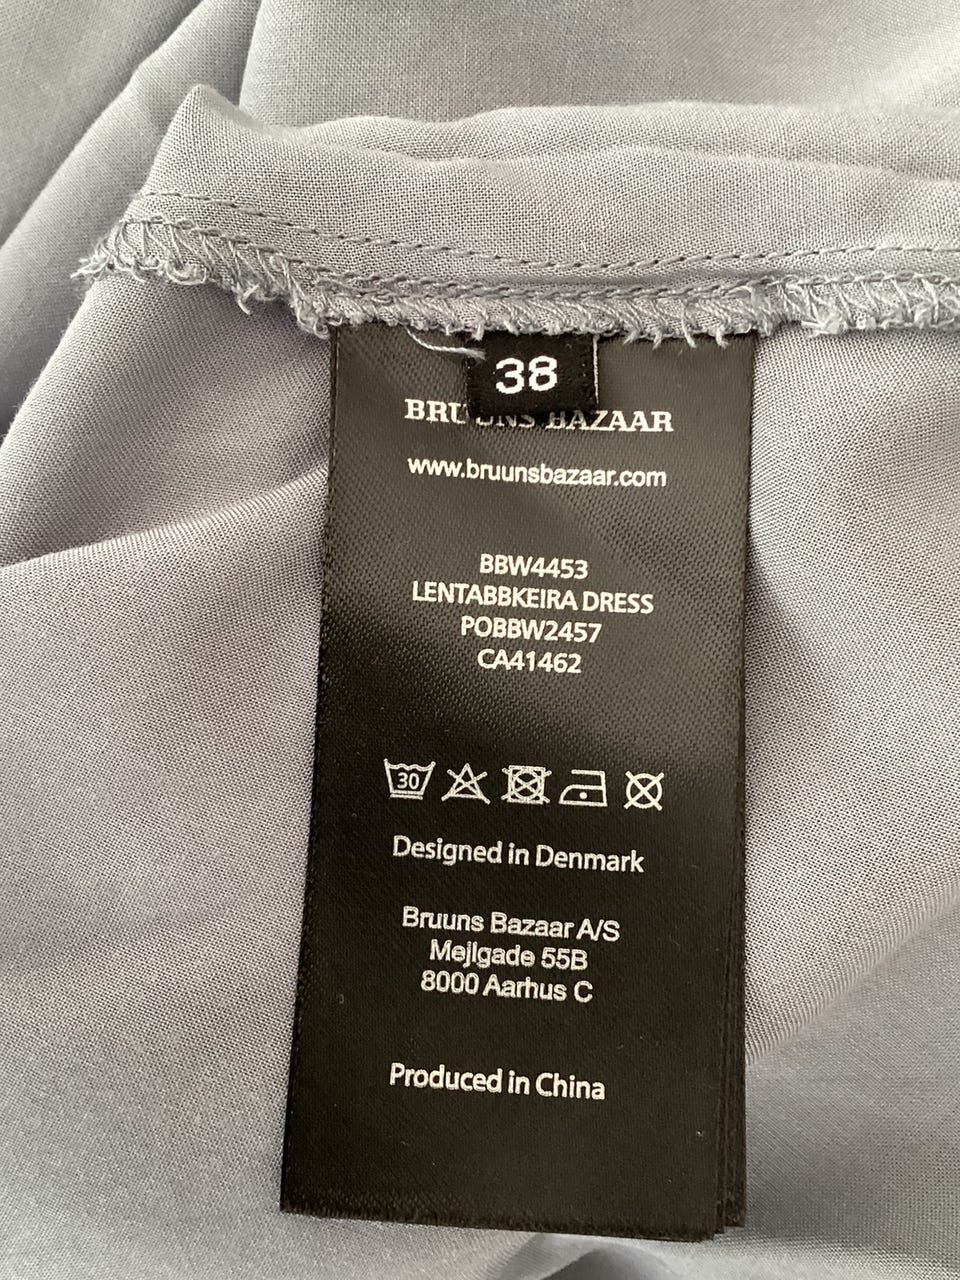 38
BRUUNS BAZAAR
www.bruunsbazaar.com
BBW4453
LENTABBKEIRA DRESS
POBBW2457
CA41462
30
Designed in Denmark
Bruuns Bazaar A/S
Mejlgade 55B
8000 Aarhus C
Produced in China